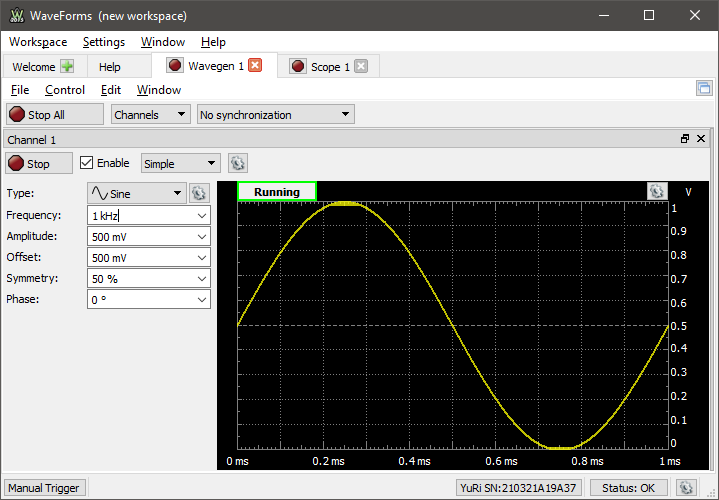 WaveForms (new workspace)
Workspace Settings Window Help
Welcome Help Wavegen 1 Scope 1
File Control Edit Window
Stop All Channels No synchronization
Channel 1
Stop Enable Simple
Type: Sine
Frequency: 1 kHz
Amplitude: 500 mV
Offset: 500 mV
Symmetry: 50 %
Phase: 0 °
Running V
1
0.9
0.8
0.7
0.6
0.5
0.4
0.3
0.2
0.1
0
0 ms 0.2 ms 0.4 ms 0.6 ms 0.8 ms 1 ms
Manual Trigger YuRi SN:210321A19A37 Status: OK